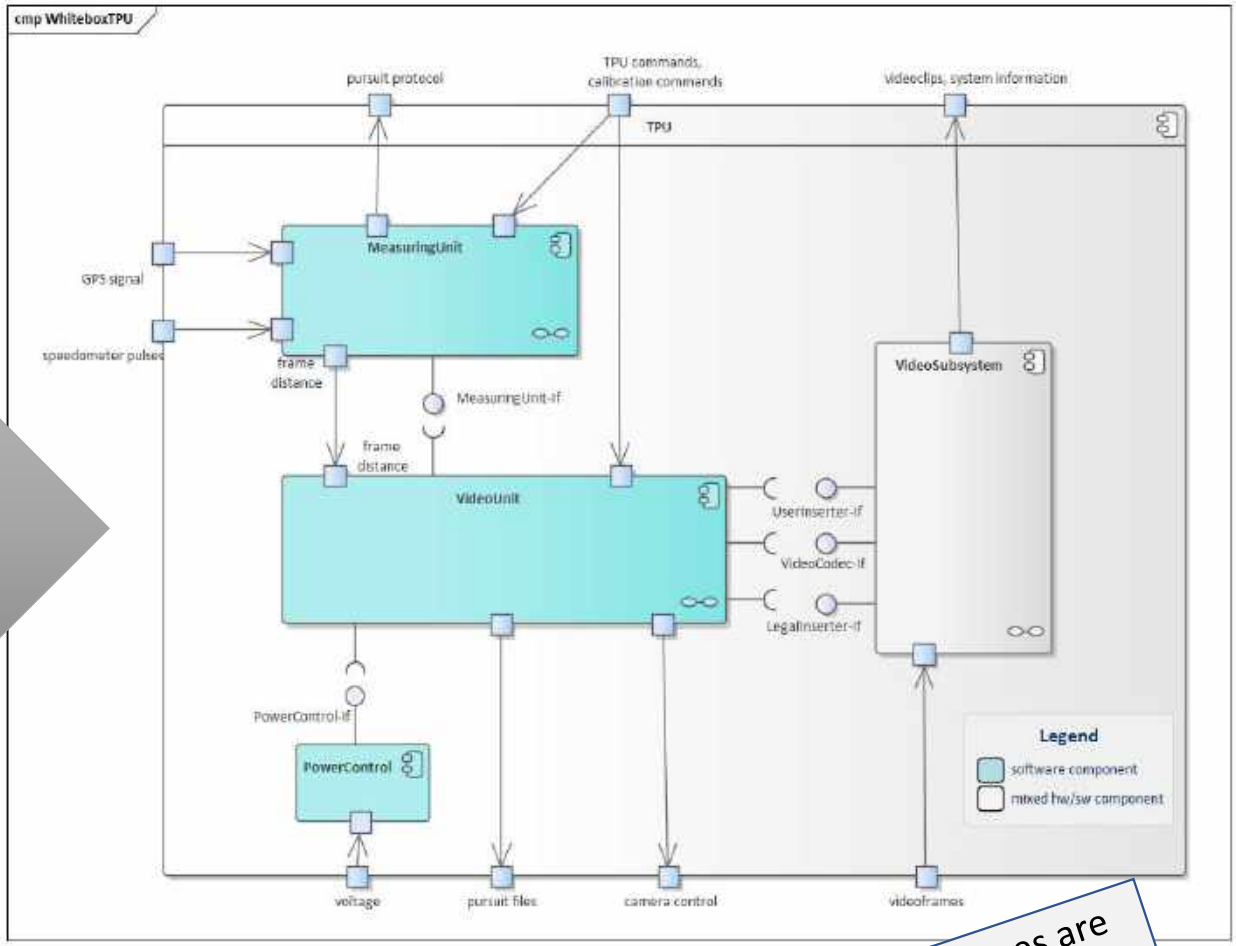 cmp WhiteboxTPU
pursuit protocol
TPU commands,
calibration commands
videoclips, system information
TPU
MeasuringUnit
GPS signal
speedometer pulses
frame
distance
MeasuringUnit-If
VideoSubsystem
frame
distance
VideoUnit
UserInserter-If
VideoCodec-If
LegalInserter-If
PowerControl-If
PowerControl
Legend
software component
mixed hw/sw component
voltage
pursuit files
camera control
videoframes
are